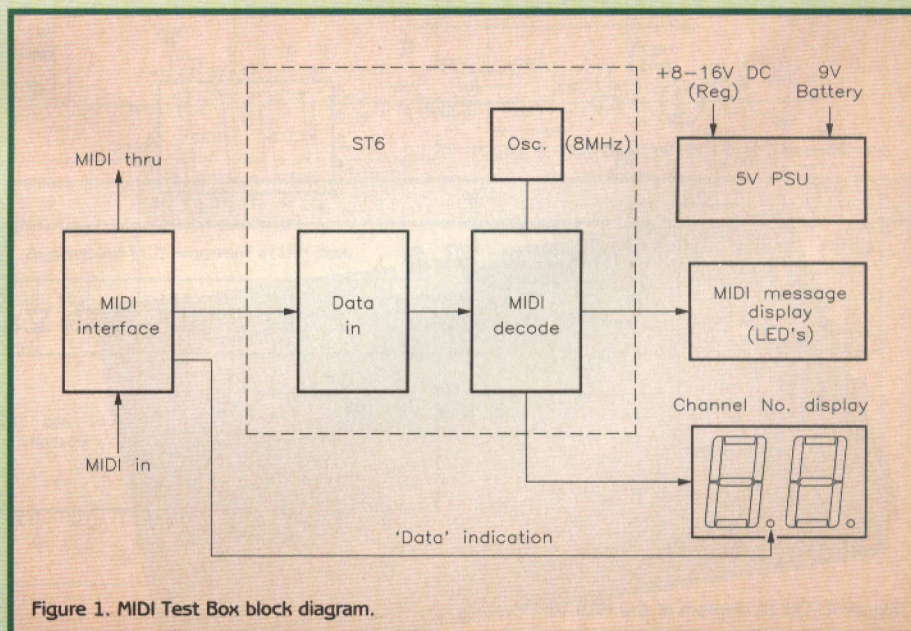 +8-16V DC
(Reg)
9V
Battery
ST6
Osc.
(8MHz)
5V PSU
MIDI thru
MIDI
interface
Data
in
MIDI
decode
MIDI message
display
(LED's)
Channel No. display
MIDI in
'Data' indication
Figure 1. MIDI Test Box block diagram.